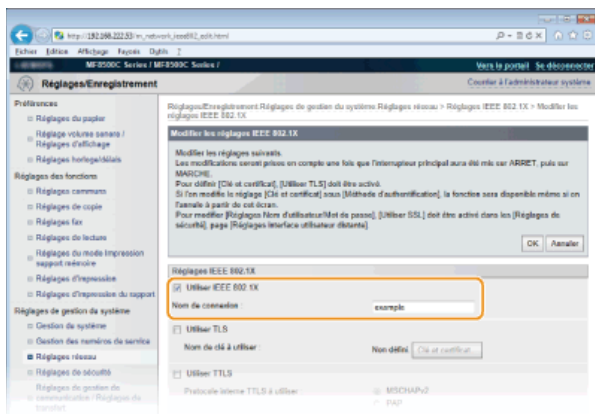 http://192.168.222.53/m_network_ieee802_edit.html
Fichier Edition Affichage Favoris Outils ?
MF8500C Series / MF8500C Series /
Vers le portail Se déconnecter
Réglages/Enregistrement
Courrier à l'administrateur système
Préférences
Réglages du papier
Réglage volume sonore /
Réglages d'affichage
Réglages horloge/délais
Réglages des fonctions
Réglages communs
Réglages de copie
Réglages fax
Réglages de lecture
Réglages du mode Impression
support mémoire
Réglages d'impression
Réglages d'impression du rapport
Réglages de gestion du système
Gestion du système
Gestion des numéros de service
Réglages réseau
Réglages de sécurité
Réglages de gestion de
communication / Réglages du
transfert
Réglages/Enregistrement:Réglages de gestion du système:Réglages réseau > Réglages IEEE 802.1X > Modifier les
réglages IEEE 802.1X
Modifier les réglages IEEE 802.1X
Modifier les réglages suivants.
Les modifications seront prises en compte une fois que l'interrupteur principal aura été mis sur ARRET, puis sur
MARCHE.
Pour définir [Clé et certificat], [Utiliser TLS] doit être activé.
Si l'on modifie le réglage [Clé et certificat] sous [Méthode d'authentification], la fonction sera disponible même si on
l'annule à partir de cet écran.
Pour modifier [Réglages Nom d'utilisateur/Mot de passe], [Utiliser SSL] doit être activé dans les [Réglages de
sécurité], page [Réglages interface utilisateur distante].
OK Annuler
Réglages IEEE 802.1X
Utiliser IEEE 802.1X
Nom de connexion : example
Utiliser TLS
Nom de clé à utiliser : Non défini Clé et certificat...
Utiliser TTLS
Protocole interne TTLS à utiliser : MSCHAPv2
PAP